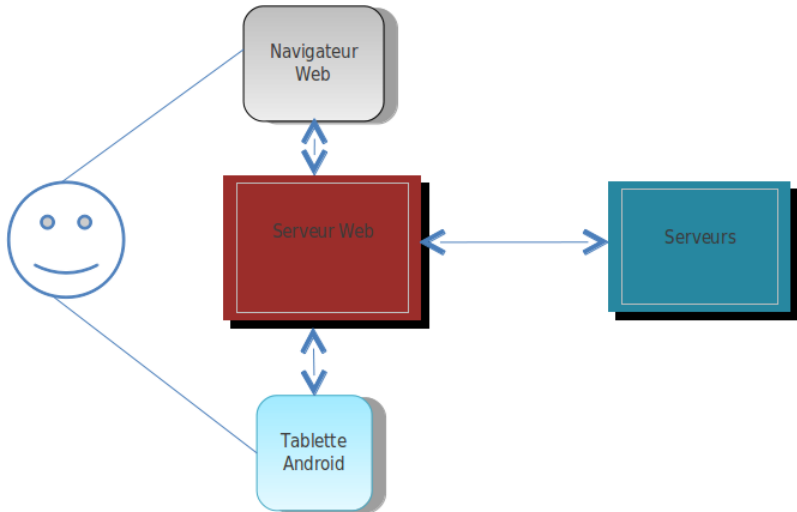 Navigateur
Web
Serveur Web
Serveurs
Tablette
Android